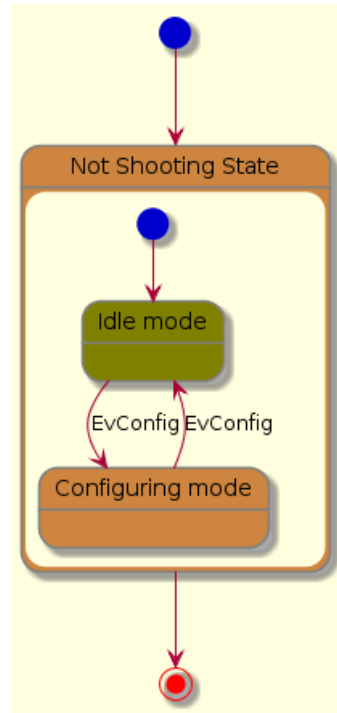 Not Shooting State
Idle mode
EvConfig EvConfig
Configuring mode